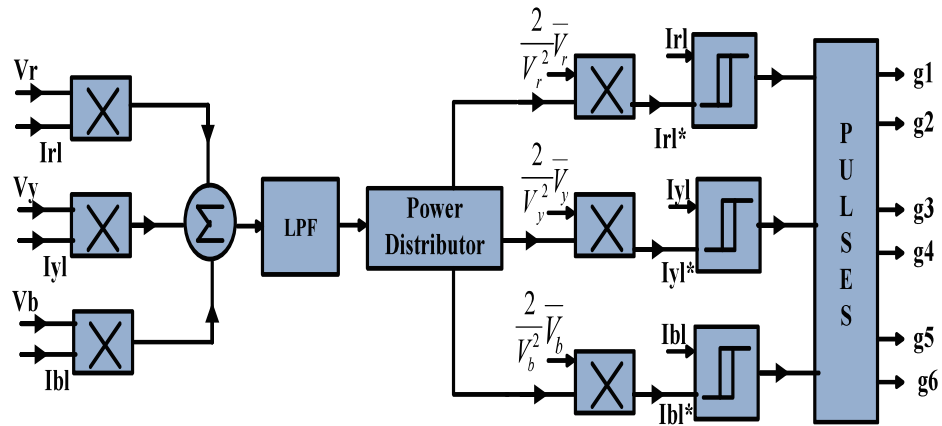 Vr
Irl
Vy
Iyl
Vb
Ibl
Σ
LPF
Power
Distributor
2/V_r^2 V̅_r
2/V_y^2 V̅_y
2/V_b^2 V̅_b
Irl
Irl*
Iyl
Iyl*
Ibl
Ibl*
PULSES
g1
g2
g3
g4
g5
g6